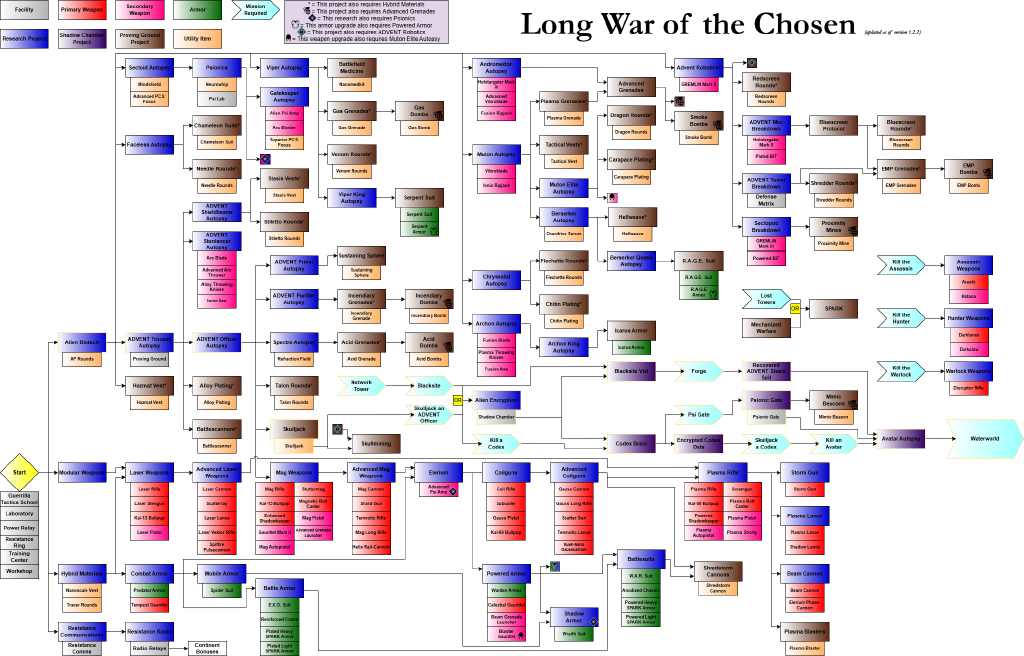 Facility
Primary Weapon
Secondary Weapon
Armor
Mission Required
Research Project
Shadow Chamber Project
Proving Ground Project
Utility Item
* = This project also requires Hybrid Materials
= This project also requires Advanced Grenades
= This research also requires Psionics
= This armor upgrade also requires Powered Armor
= This project also requires ADVENT Robotics
= This weapon upgrade also requires Muton Elite Autopsy
Long War of the Chosen
(updated as of version 1.2.2)
Sectoid Autopsy
Mindshield
Advanced PCS: Focus
Psionics
Neurowhip
Psi Lab
Viper Autopsy
Battlefield Medicine
Nanomedkit
Gatekeeper Autopsy
Alien Psi Amp
Arc Blaster
Superior PCS: Focus
Gas Grenades*
Gas Grenade
Gas Bombs
Gas Bomb
Faceless Autopsy
Chameleon Suits*
Chameleon Suit
Needle Rounds*
Needle Rounds
Stasis Vests*
Stasis Vest
Venom Rounds*
Venom Rounds
Viper King Autopsy
Serpent Suit
Serpent Suit
Serpent Armor
ADVENT Shieldbearer Autopsy
ADVENT Stunlancer Autopsy
Arc Blade
Advanced Arc Thrower
Alloy Throwing Knives
Ionic Axe
Stiletto Rounds*
Stiletto Rounds
ADVENT Priest Autopsy
Sustaining Sphere*
Sustaining Sphere
ADVENT Purifier Autopsy
Incendiary Grenades*
Incendiary Grenade
Incendiary Bombs
Incendiary Bomb
Alien Biotech
AP Rounds
ADVENT Trooper Autopsy
Proving Ground
ADVENT Officer Autopsy
Spectre Autopsy
Refraction Field
Acid Grenades*
Acid Grenade
Acid Bombs
Acid Bombs
Hazmat Vest*
Hazmat Vest
Alloy Plating*
Alloy Plating
Talon Rounds*
Talon Rounds
Battlescanners*
Battlescanner
Skulljack
Skulljack
Skullmining
Network Tower
Blacksite
Skulljack an ADVENT Officer
OR
Alien Encryption
Shadow Chamber
Kill a Codex
Andromedon Autopsy
Advanced Vibroblade
Fusion Ripjack
Muton Autopsy
Vibroblade
Ionic Ripjack
Chryssalid Autopsy
Archon Autopsy
Fusion Blade
Plasma Throwing Knives
Fusion Axe
Plasma Grenades*
Plasma Grenade
Advanced Grenades
Dragon Rounds*
Dragon Rounds
Tactical Vests*
Tactical Vest
Carapace Plating*
Carapace Plating
Muton Elite Autopsy
Berserker Autopsy
Hellweave*
Hellweave
Flechette Rounds*
Flechette Rounds
Berserker Queen Autopsy
R.A.G.E. Suit
R.A.G.E. Suit
R.A.G.E. Armor
Chitin Plating*
Chitin Plating
Archon King Autopsy
Icarus Armor
Icarus Armor
Advent Robotics
GREMLIN Mark II
Smoke Bombs
Smoke Bomb
Redscreen Rounds*
Redscreen Rounds
ADVENT Mec Breakdown
Holotargeter Mark II
Plated BIT
Bluescreen Protocol
Bluescreen Rounds*
Bluescreen Rounds
ADVENT Turret Breakdown
Defense Matrix
Shredder Rounds*
Shredder Rounds
EMP Grenades*
EMP Grenades
EMP Bombs
EMP Bomb
Sectopod Breakdown
GREMLIN Mark III
Powered BIT
Proximity Mines
Proximity Mine
Lost Towers
OR
SPARK
Mechanized Warfare
Kill the Assassin
Assassin Weapons
Arashi
Katana
Kill the Hunter
Hunter Weapons
Darklance
Darkclaw
Kill the Warlock
Warlock Weapons
Disruptor Rifle
Blacksite Vial
Forge
Recovered ADVENT Stasis Suit
Psi Gate
Psionic Gate
Psionic Gate
Mimic Beacons
Mimic Beacon
Codex Brain
Encrypted Codex Data
Skulljack a Codex
Kill an Avatar
Avatar Autopsy
Waterworld
Start
Guerrilla Tactics School
Laboratory
Power Relay
Resistance Ring
Training Center
Workshop
Modular Weapons
Laser Weapons
Laser Rifle
Laser Shotgun
Kal-13 Bullpup
Laser Pistol
Advanced Laser Weapons
Laser Cannon
Scatterray
Laser Lance
Laser Vektor Rifle
Spitfire Pulsecannon
Mag Weapons
Mag Rifle
Kal-15 Bullpup
Enhanced Shadowkeeper
Gauntlet Mark II
Mag Autopistol
Stuttermag
Magnetic Bolt Caster
Mag Pistol
Advanced Grenade Launcher
Advanced Mag Weapons
Mag Cannon
Shard Gun
Termotic Rifle
Mag Long Rifle
Helix Rail-Cannon
Elerium
Advanced Psi Amp
Coilguns
Coil Rifle
Subcoiler
Gauss Pistol
Kal-65 Bullpup
Advanced Coilguns
Gauss Cannon
Gauss Long Rifle
Scatter Gun
Termotic Lance
Plasma Rifle
Plasma Rifle
Kal-88 Bullpup
Powered Shadowkeeper
Plasma Autopistol
Scrumgun
Plasma Bolt Caster
Plasma Pistol
Plasma Shorty
Storm Gun
Storm Gun
Plasma Lance
Plasma Lance
Shadow Lance
Beam Cannon
Beam Cannon
Elerium Phase Cannon
Plasma Blasters
Plasma Blaster
Hybrid Materials
Nanoscale Vest
Tracer Rounds
Combat Armor
Predator Armor
Tempest Gauntlet
Mobile Armor
Spider Suit
Battle Armor
E.X.O. Suit
Reinforced Frame
Plated Heavy SPARK Armor
Plated Light SPARK Armor
Powered Armor
Warden Armor
Celestial Gauntlet
Beam Grenade Launcher
Blaster Gauntlet
Shadow Armor
Wraith Suit
Battlesuits
W.A.R. Suit
Anodized Chassis
Powered Heavy SPARK Armor
Powered Light SPARK Armor
Shredstorm Cannons
Shredstorm Cannon
Resistance Communications
Resistance Comms
Resistance Radio
Radio Relays
Continent Bonuses